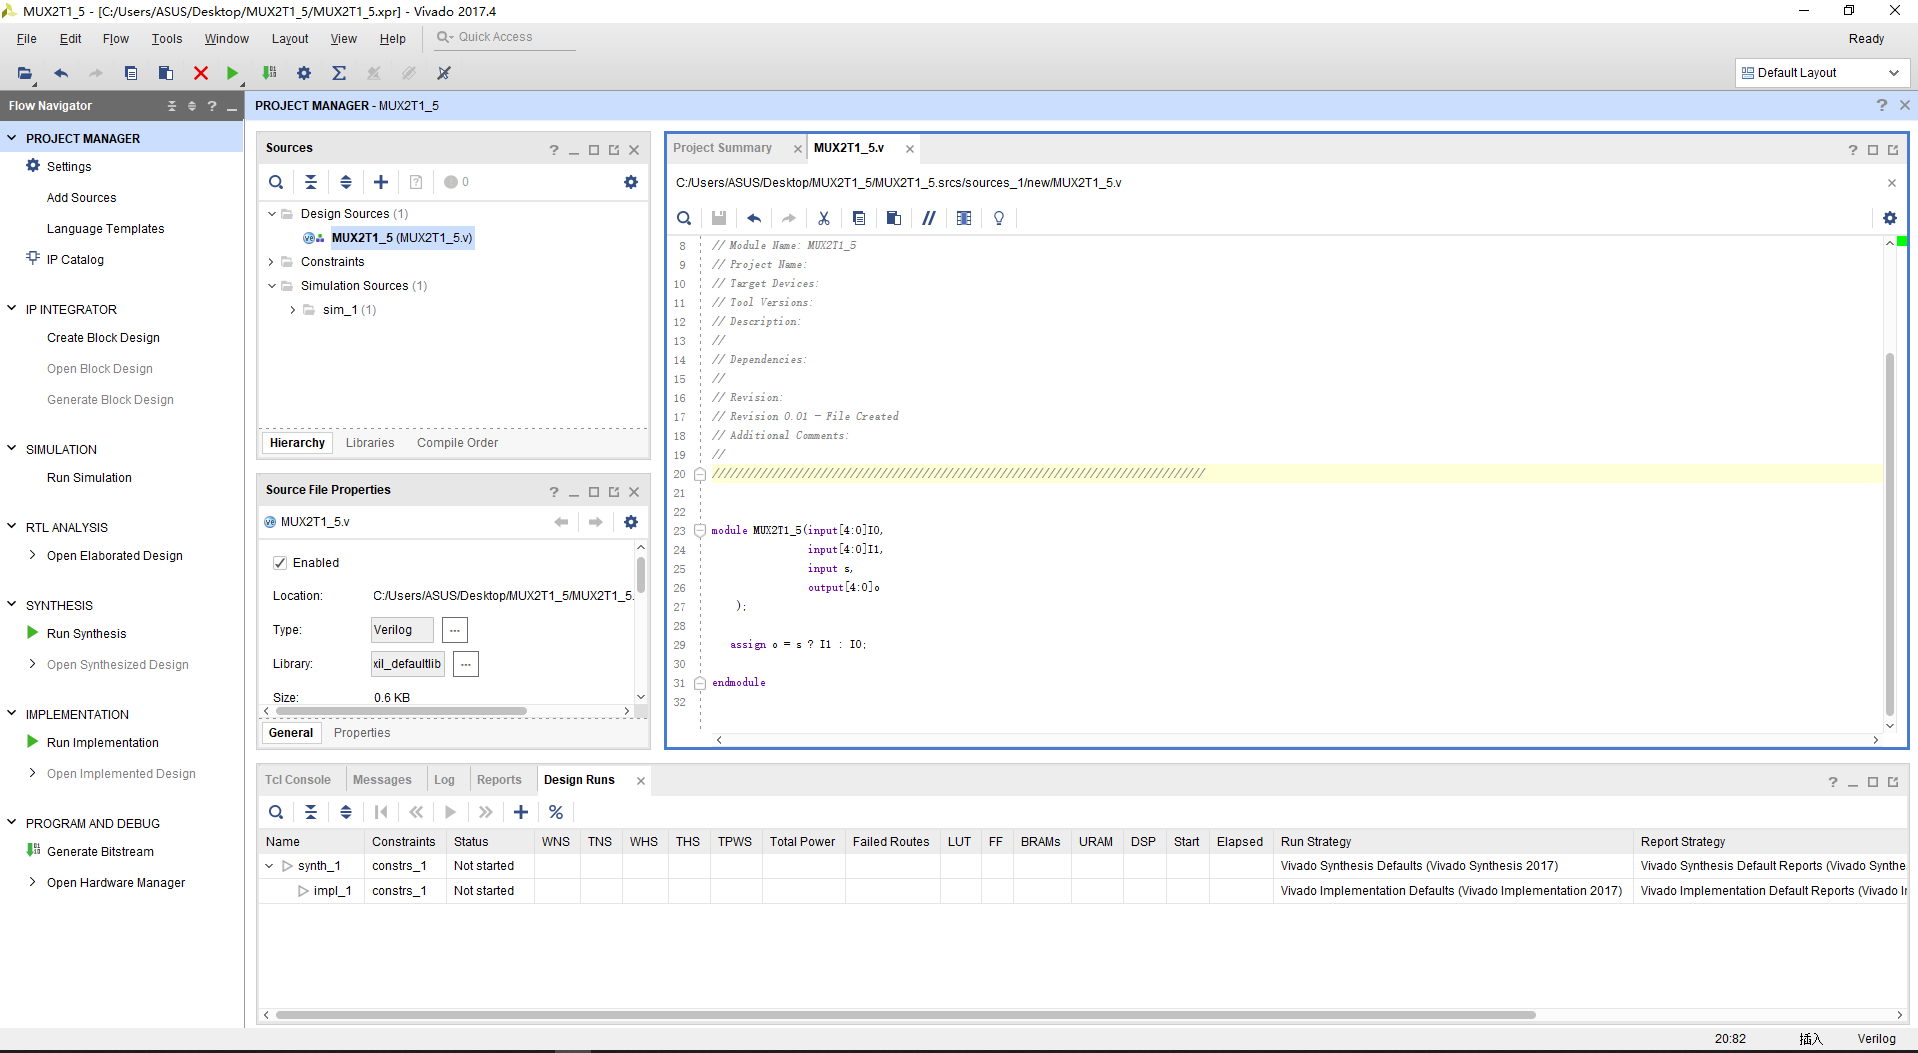 MUX2T1_5 - [C:/Users/ASUS/Desktop/MUX2T1_5/MUX2T1_5.xpr] - Vivado 2017.4
File Edit Flow Tools Window Layout View Help Quick Access Ready
Default Layout
Flow Navigator
PROJECT MANAGER
Settings
Add Sources
Language Templates
IP Catalog
IP INTEGRATOR
Create Block Design
Open Block Design
Generate Block Design
SIMULATION
Run Simulation
RTL ANALYSIS
Open Elaborated Design
SYNTHESIS
Run Synthesis
Open Synthesized Design
IMPLEMENTATION
Run Implementation
Open Implemented Design
PROGRAM AND DEBUG
Generate Bitstream
Open Hardware Manager
PROJECT MANAGER - MUX2T1_5
Sources
0
Design Sources (1)
MUX2T1_5 (MUX2T1_5.v)
Constraints
Simulation Sources (1)
sim_1 (1)
Hierarchy Libraries Compile Order
Source File Properties
MUX2T1_5.v
Enabled
Location: C:/Users/ASUS/Desktop/MUX2T1_5/MUX2T1_5.
Type: Verilog ...
Library: xil_defaultlib ...
Size: 0.6 KB
General Properties
Project Summary MUX2T1_5.v
C:/Users/ASUS/Desktop/MUX2T1_5/MUX2T1_5.srcs/sources_1/new/MUX2T1_5.v
8 // Module Name: MUX2T1_5
9 // Project Name:
10 // Target Devices:
11 // Tool Versions:
12 // Description:
13 //
14 // Dependencies:
15 //
16 // Revision:
17 // Revision 0.01 - File Created
18 // Additional Comments:
19 //
20 //////////////////////////////////////////////////////////////////////////////////
21
22
23 module MUX2T1_5(input[4:0]I0,
24 input[4:0]I1,
25 input s,
26 output[4:0]o
27 );
28
29 assign o = s ? I1 : I0;
30
31 endmodule
32
Tcl Console Messages Log Reports Design Runs
Name Constraints Status WNS TNS WHS THS TPWS Total Power Failed Routes LUT FF BRAMs URAM DSP Start Elapsed Run Strategy Report Strategy
synth_1 constrs_1 Not started Vivado Synthesis Defaults (Vivado Synthesis 2017) Vivado Synthesis Default Reports (Vivado Synthe
impl_1 constrs_1 Not started Vivado Implementation Defaults (Vivado Implementation 2017) Vivado Implementation Default Reports (Vivado I
20:82 插入 Verilog